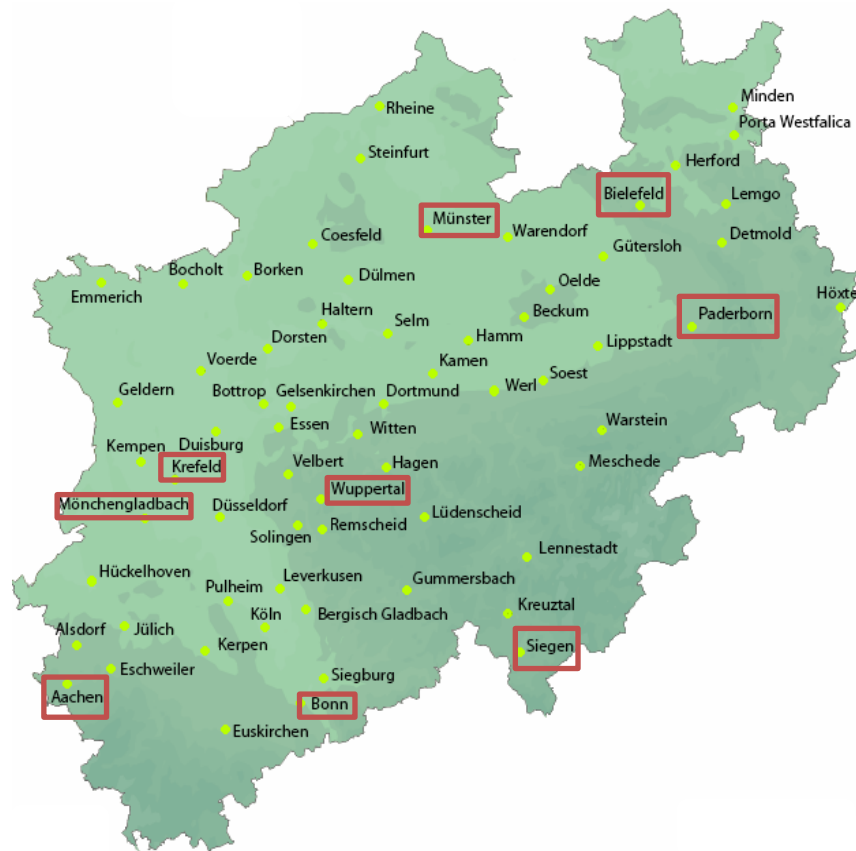 Minden
Rheine
Porta Westfalica
Steinfurt
Herford
Bielefeld
Lemgo
Münster
Warendorf
Detmold
Coesfeld
Gütersloh
Bocholt
Borken
Dülmen
Oelde
Emmerich
Höxte
Haltern
Beckum
Paderborn
Selm
Dorsten
Hamm
Lippstadt
Voerde
Kamen
Soest
Geldern
Bottrop
Gelsenkirchen
Dortmund
Werl
Essen
Witten
Warstein
Duisburg
Kempen
Krefeld
Velbert
Hagen
Meschede
Wuppertal
Mönchengladbach
Düsseldorf
Lüdenscheid
Solingen
Remscheid
Lennestadt
Hückelhoven
Leverkusen
Pulheim
Gummersbach
Köln
Bergisch Gladbach
Kreuztal
Alsdorf
Jülich
Kerpen
Siegen
Eschweiler
Siegburg
Aachen
Bonn
Euskirchen